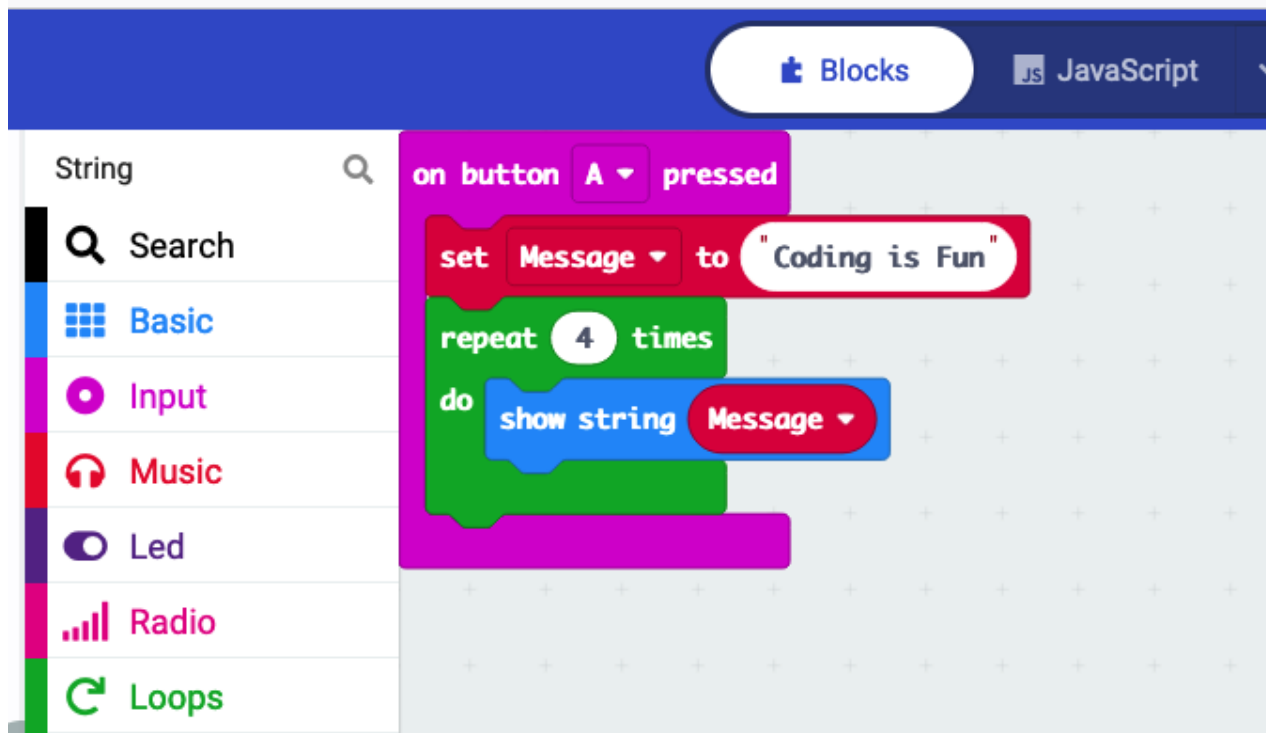 Blocks
JS JavaScript
String
Search
Basic
Input
Music
Led
Radio
Loops
on button A pressed
set Message to "Coding is Fun"
repeat 4 times
do
show string Message